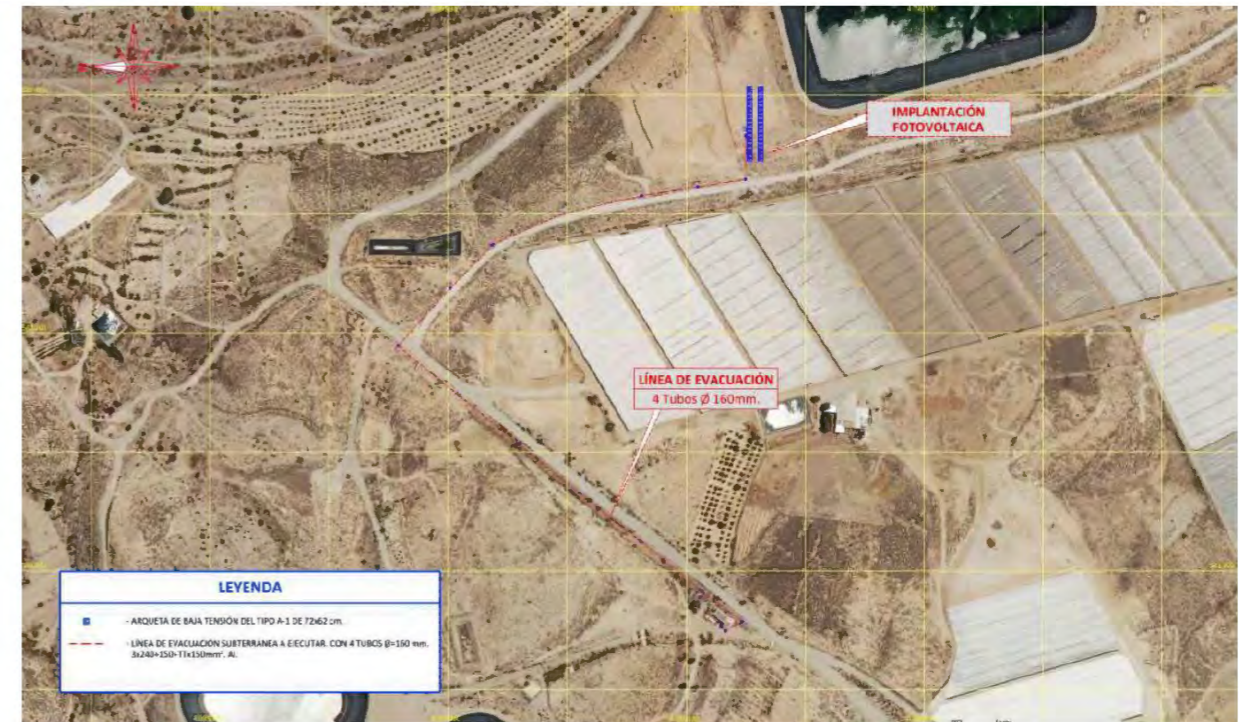 IMPLANTACIÓN
FOTOVOLTAICA
LÍNEA DE EVACUACIÓN
4 Tubos Ø 160mm.
LEYENDA
- ARQUETA DE BAJA TENSIÓN DEL TIPO A-1 DE 72x62 cm.
- LÍNEA DE EVACUACIÓN SUBTERRANEA A EJECUTAR. CON 4 TUBOS Ø=160 mm.
3x240+150+TTx150mm². Al.